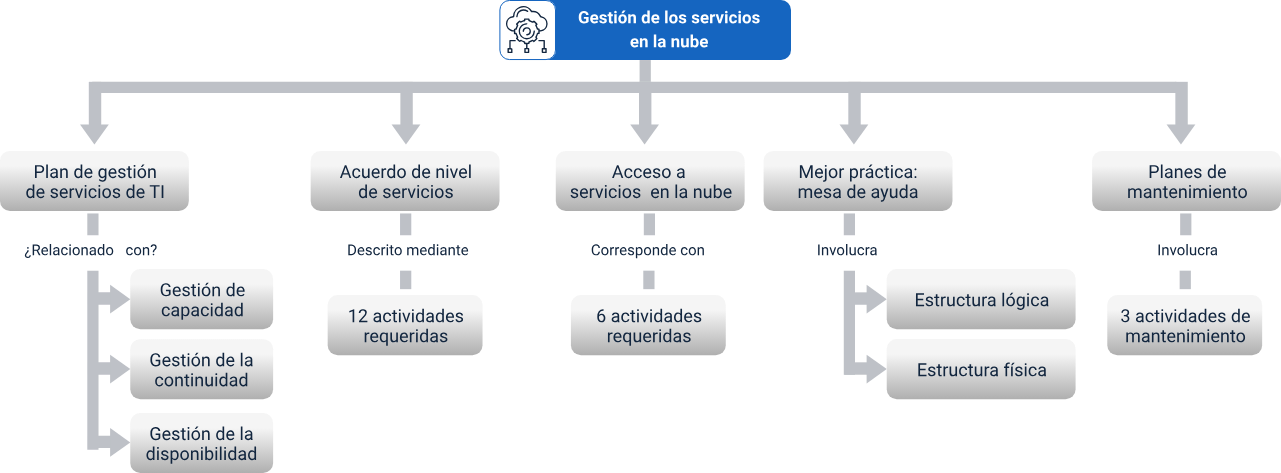 Gestión de los servicios
en la nube
Plan de gestión
de servicios de TI
¿Relacionado con?
Gestión de
capacidad
Gestión de la
continuidad
Gestión de la
disponibilidad
Acuerdo de nivel
de servicios
Descrito mediante
12 actividades
requeridas
Acceso a
servicios en la nube
Corresponde con
6 actividades
requeridas
Mejor práctica:
mesa de ayuda
Involucra
Estructura lógica
Estructura física
Planes de
mantenimiento
Involucra
3 actividades de
mantenimiento